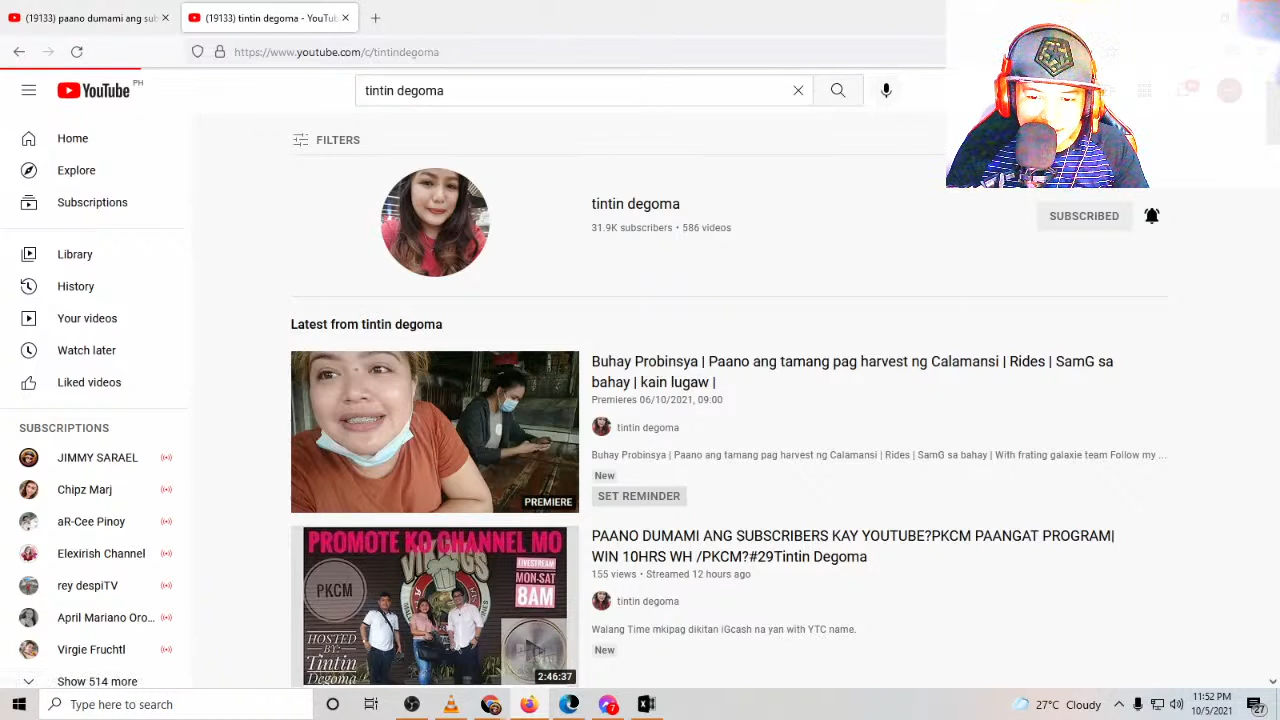 (19133) paano dumami ang sub
(19133) tintin degoma - YouTu
https://www.youtube.com/c/tintindegoma
YouTube PH
tintin degoma
Home
Explore
Subscriptions
Library
History
Your videos
Watch later
Liked videos
SUBSCRIPTIONS
JIMMY SARAEL
Chipz Marj
aR-Cee Pinoy
Elexirish Channel
rey despiTV
April Mariano Oro...
Virgie Fruchtl
Show 514 more
FILTERS
tintin degoma
31.9K subscribers • 586 videos
SUBSCRIBED
Latest from tintin degoma
PREMIERE
Buhay Probinsya | Paano ang tamang pag harvest ng Calamansi | Rides | SamG sa
bahay | kain lugaw |
Premieres 06/10/2021, 09:00
tintin degoma
Buhay Probinsya | Paano ang tamang pag harvest ng Calamansi | Rides | SamG sa bahay | With frating galaxie team Follow my ...
New
SET REMINDER
PROMOTE KO CHANNEL MO
PKCM
LIVESTREAM
MON-SAT
8AM
HOSTED
BY:
Tintin
Degoma
2:46:37
PAANO DUMAMI ANG SUBSCRIBERS KAY YOUTUBE?PKCM PAANGAT PROGRAM|
WIN 10HRS WH /PKCM?#29Tintin Degoma
155 views • Streamed 12 hours ago
tintin degoma
Walang Time mkipag dikitan iGcash na yan with YTC name.
New
Type here to search
7
27°C Cloudy
11:52 PM
10/5/2021
27